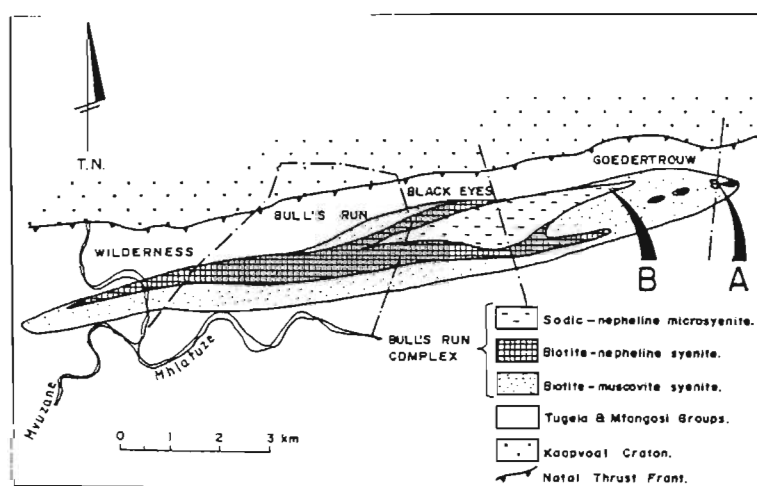 T.N.
GOEDERTROUW
BLACK EYES
BULL'S RUN
WILDERNESS
B
A
Mhlatuze
Mvuzane
BULL'S RUN
COMPLEX
Sodic-nepheline microsyenite.
Biotite-nepheline syenite.
Biotite-muscovite syenite.
Tugela & Mfongosi Groups.
Kaapvaal Craton.
Natal Thrust Front.
0 1 2 3 km